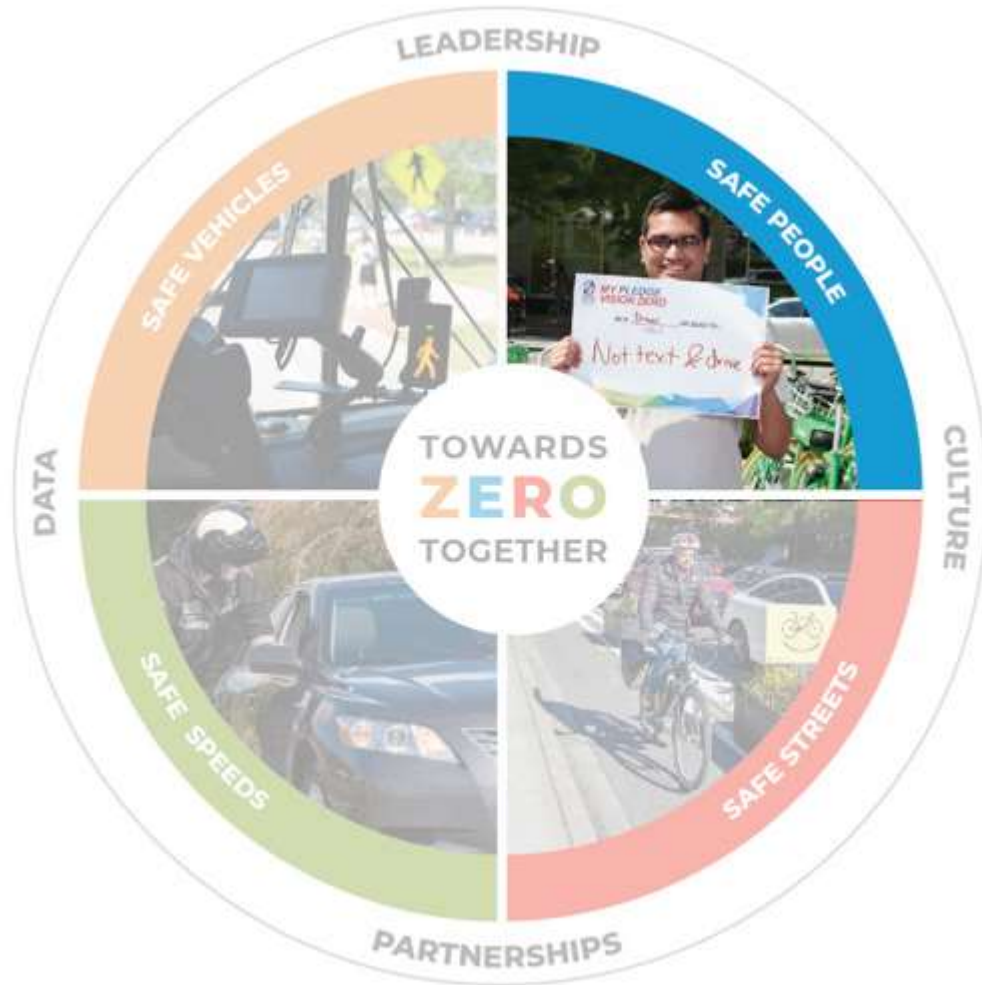 LEADERSHIP
SAFE VEHICLES
SAFE PEOPLE
MY PLEDGE
VISION ZERO
Not text & drive
DATA
TOWARDS
ZERO
TOGETHER
CULTURE
SAFE SPEEDS
SAFE STREETS
PARTNERSHIPS